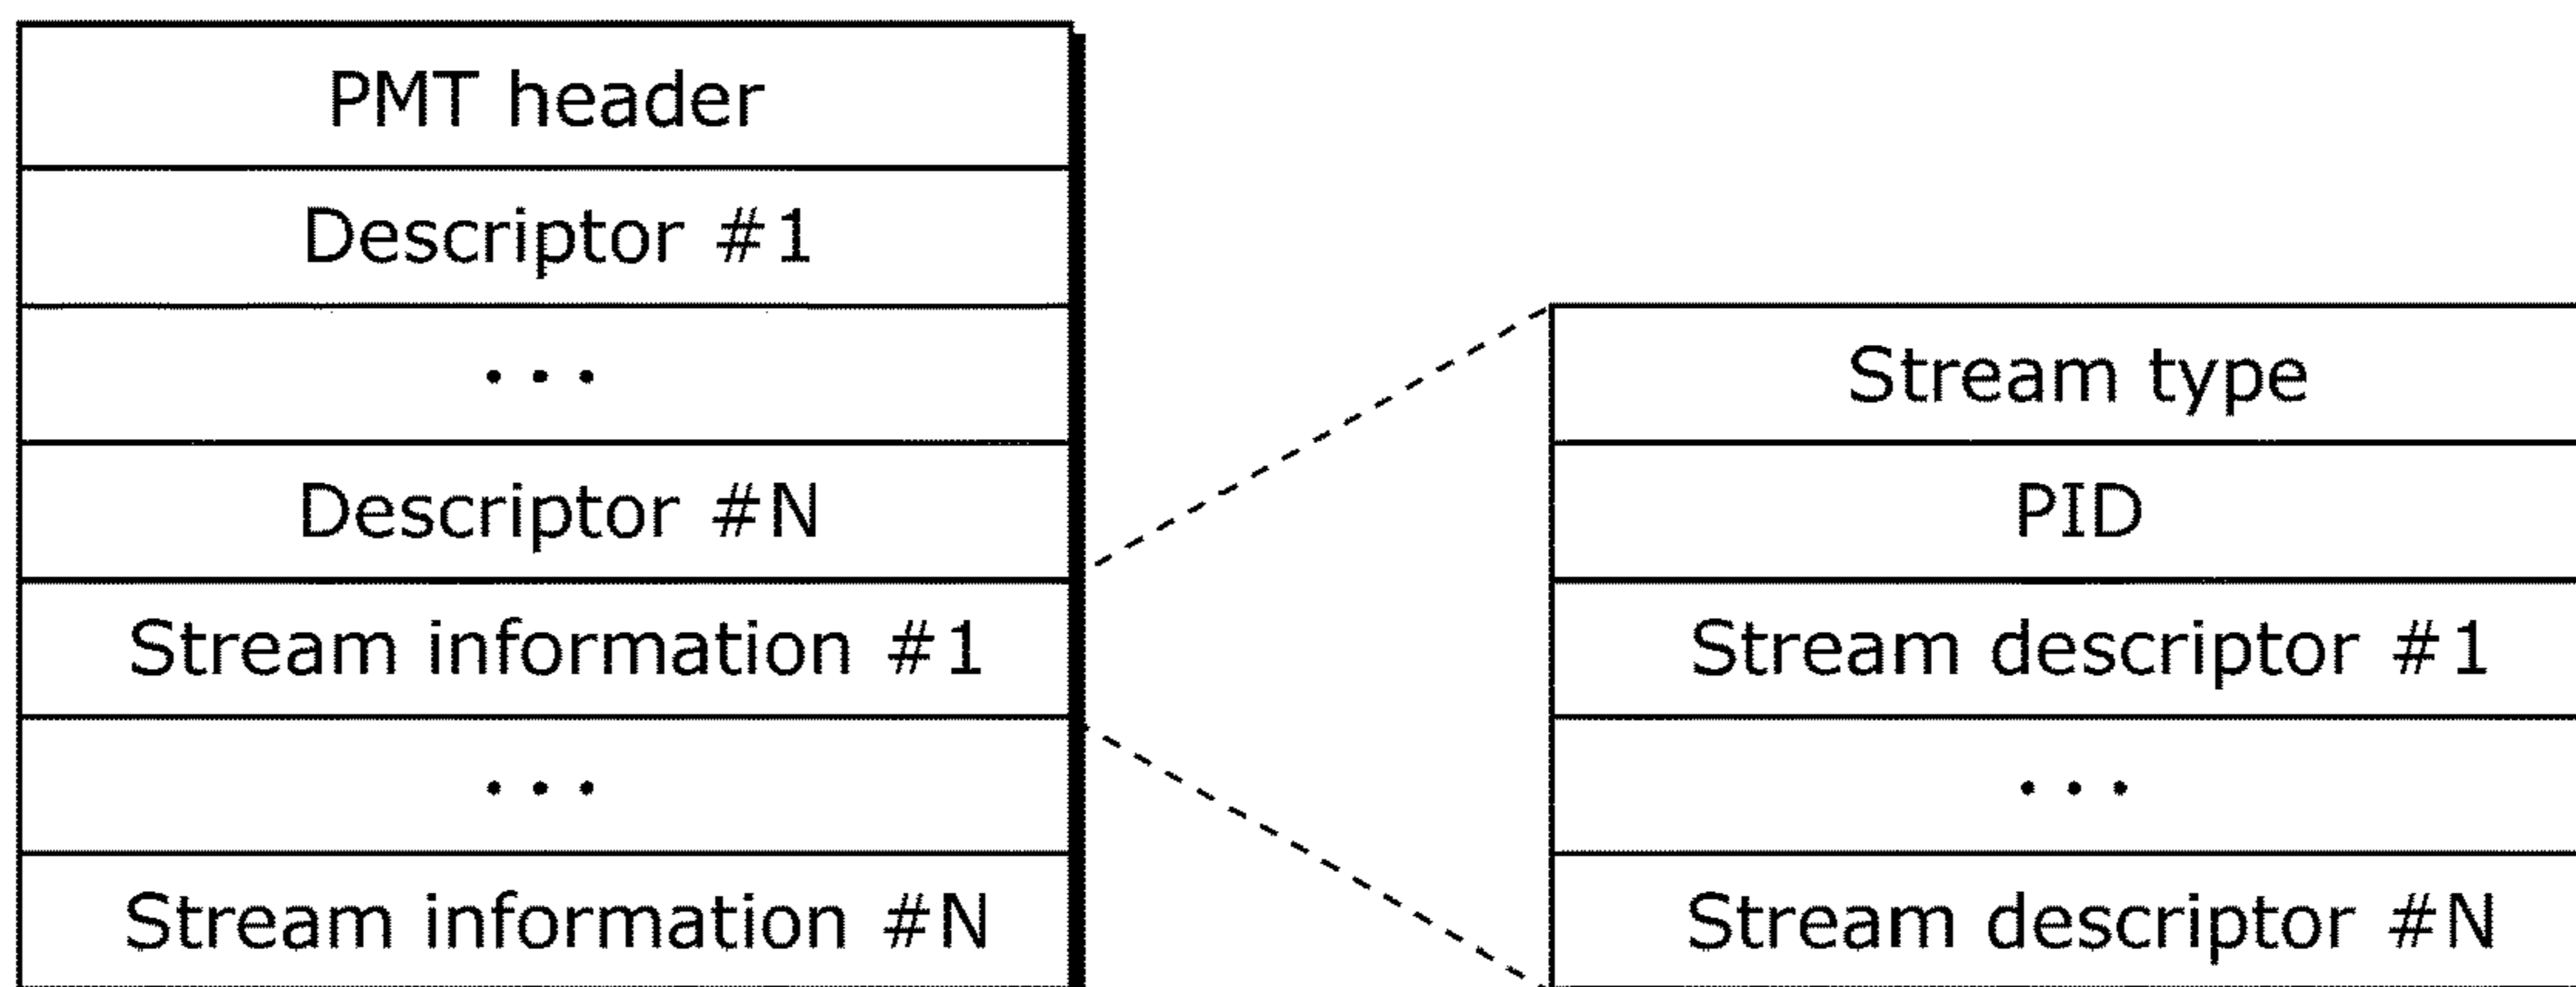 PMT header
Descriptor #1
...
Descriptor #N
Stream information #1
...
Stream information #N
Stream type
PID
Stream descriptor #1
...
Stream descriptor #N